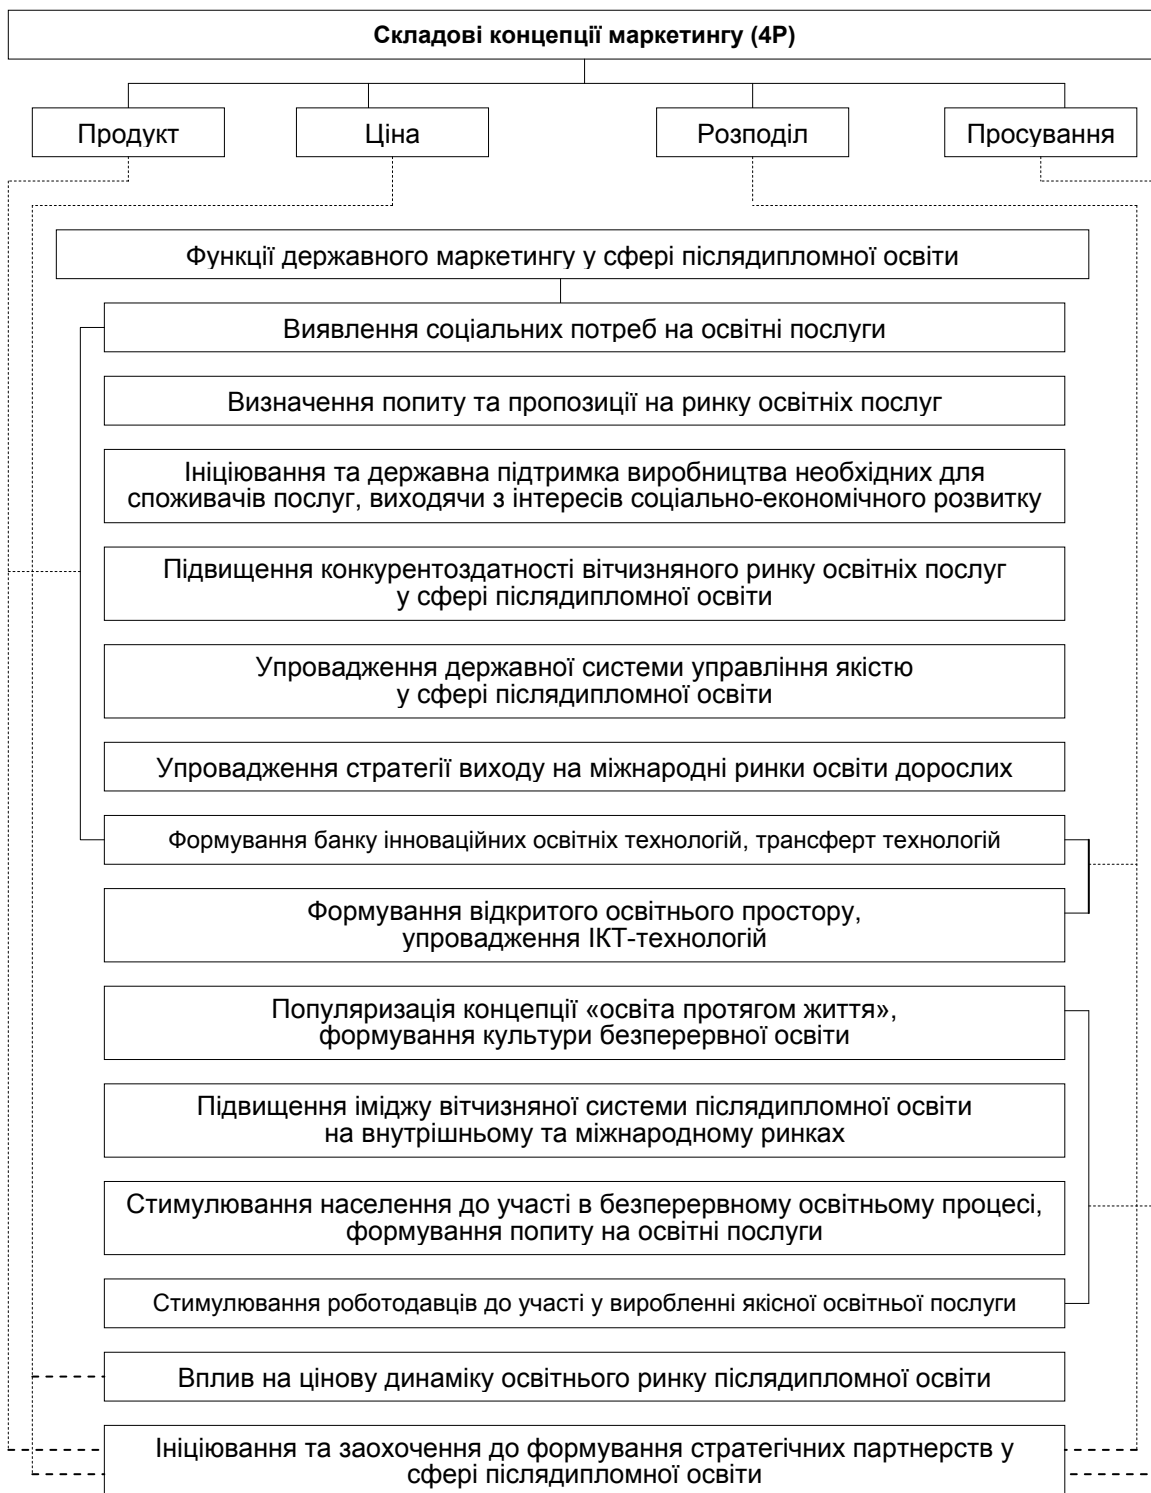 Складові концепції маркетингу (4Р)
Продукт
Ціна
Розподіл
Просування
Функції державного маркетингу у сфері післядипломної освіти
Виявлення соціальних потреб на освітні послуги
Визначення попиту та пропозиції на ринку освітніх послуг
Ініціювання та державна підтримка виробництва необхідних для
споживачів послуг, виходячи з інтересів соціально-економічного розвитку
Підвищення конкурентоздатності вітчизняного ринку освітніх послуг
у сфері післядипломної освіти
Упровадження державної системи управління якістю
у сфері післядипломної освіти
Упровадження стратегії виходу на міжнародні ринки освіти дорослих
Формування банку інноваційних освітніх технологій, трансферт технологій
Формування відкритого освітнього простору,
упровадження ІКТ-технологій
Популяризація концепції «освіта протягом життя»,
формування культури безперервної освіти
Підвищення іміджу вітчизняної системи післядипломної освіти
на внутрішньому та міжнародному ринках
Стимулювання населення до участі в безперервному освітньому процесі,
формування попиту на освітні послуги
Стимулювання роботодавців до участі у виробленні якісної освітньої послуги
Вплив на цінову динаміку освітнього ринку післядипломної освіти
Ініціювання та заохочення до формування стратегічних партнерств у
сфері післядипломної освіти